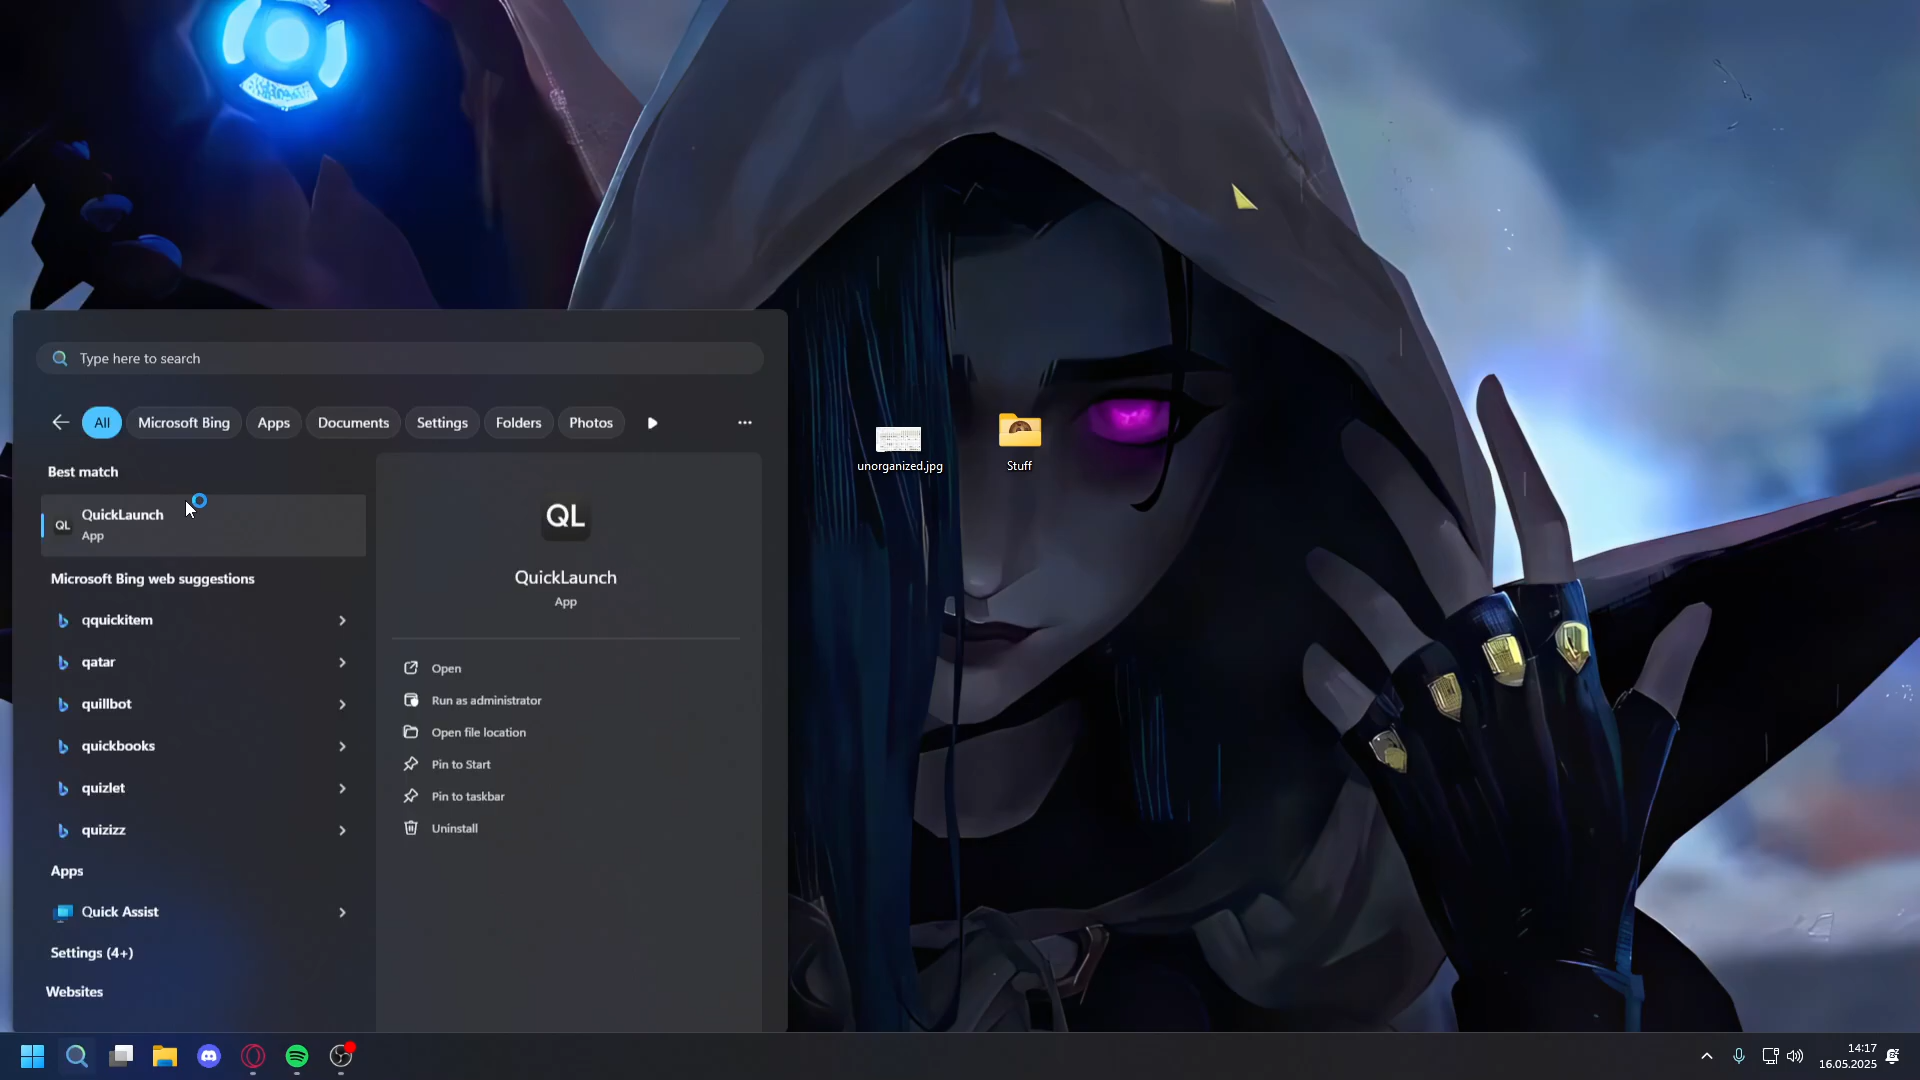 Type here to search
All
Microsoft Bing
Apps
Documents
Settings
Folders
Photos
Best match
QL
QuickLaunch
App
Microsoft Bing web suggestions
qquickitem
qatar
quillbot
quickbooks
quizlet
quizizz
Apps
Quick Assist
Settings (4+)
Websites
QL
QuickLaunch
App
Open
Run as administrator
Open file location
Pin to Start
Pin to taskbar
Uninstall
unorganized.jpg
Stuff
14:17
16.05.2025